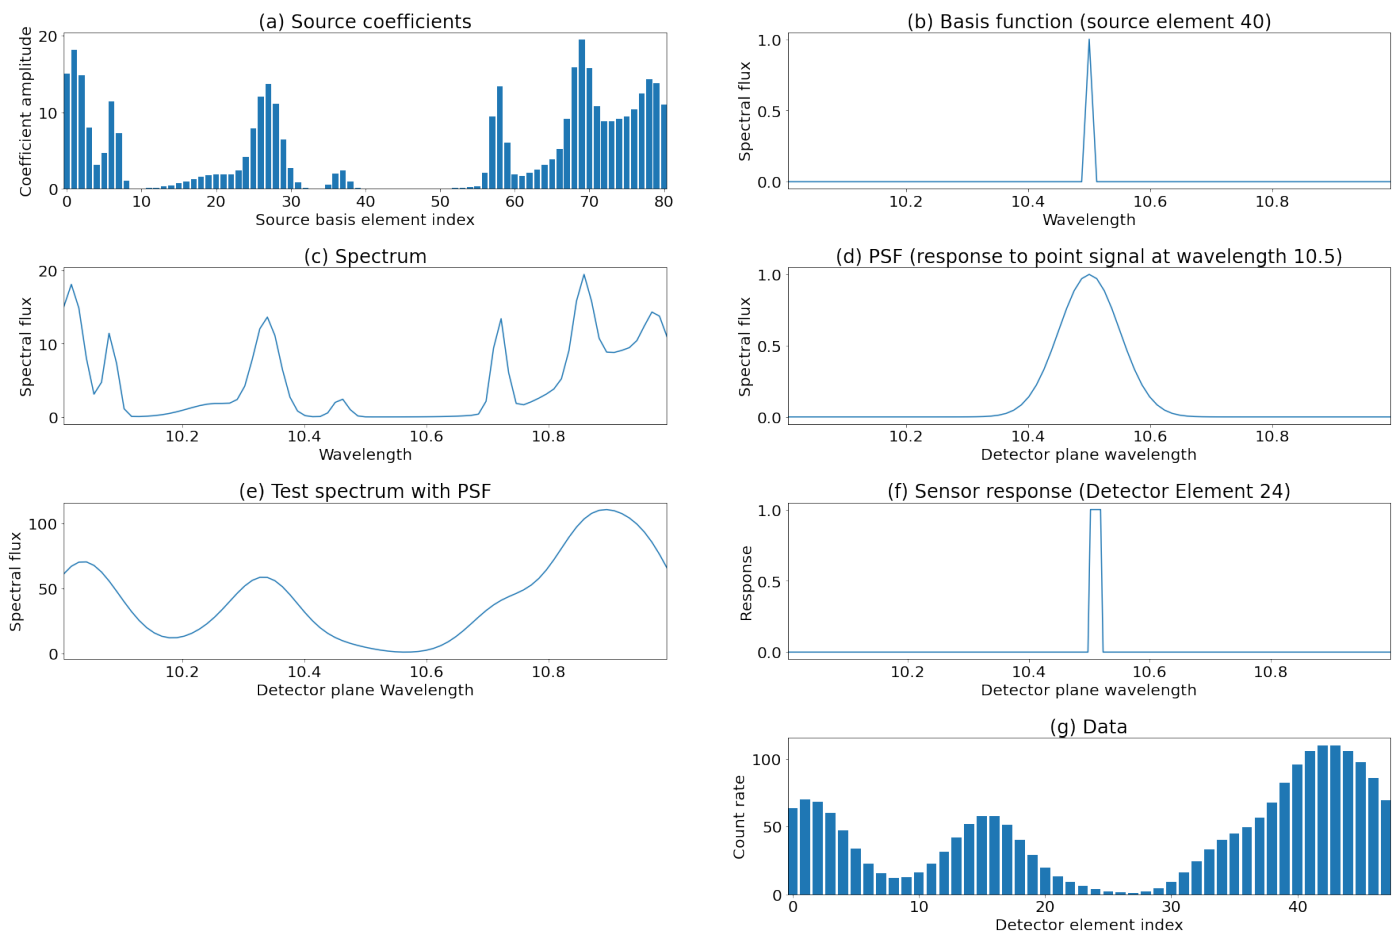 (a) Source coefficients
Coefficient amplitude
20
10
0
0 10 20 30 40 50 60 70 80
Source basis element index
(b) Basis function (source element 40)
Spectral flux
1.0
0.5
0.0
10.2 10.4 10.6 10.8
Wavelength
(c) Spectrum
Spectral flux
20
10
0
10.2 10.4 10.6 10.8
Wavelength
(d) PSF (response to point signal at wavelength 10.5)
Spectral flux
1.0
0.5
0.0
10.2 10.4 10.6 10.8
Detector plane wavelength
(e) Test spectrum with PSF
Spectral flux
100
50
0
10.2 10.4 10.6 10.8
Detector plane Wavelength
(f) Sensor response (Detector Element 24)
Response
1.0
0.5
0.0
10.2 10.4 10.6 10.8
Detector plane wavelength
(g) Data
Count rate
100
50
0
0 10 20 30 40
Detector element index